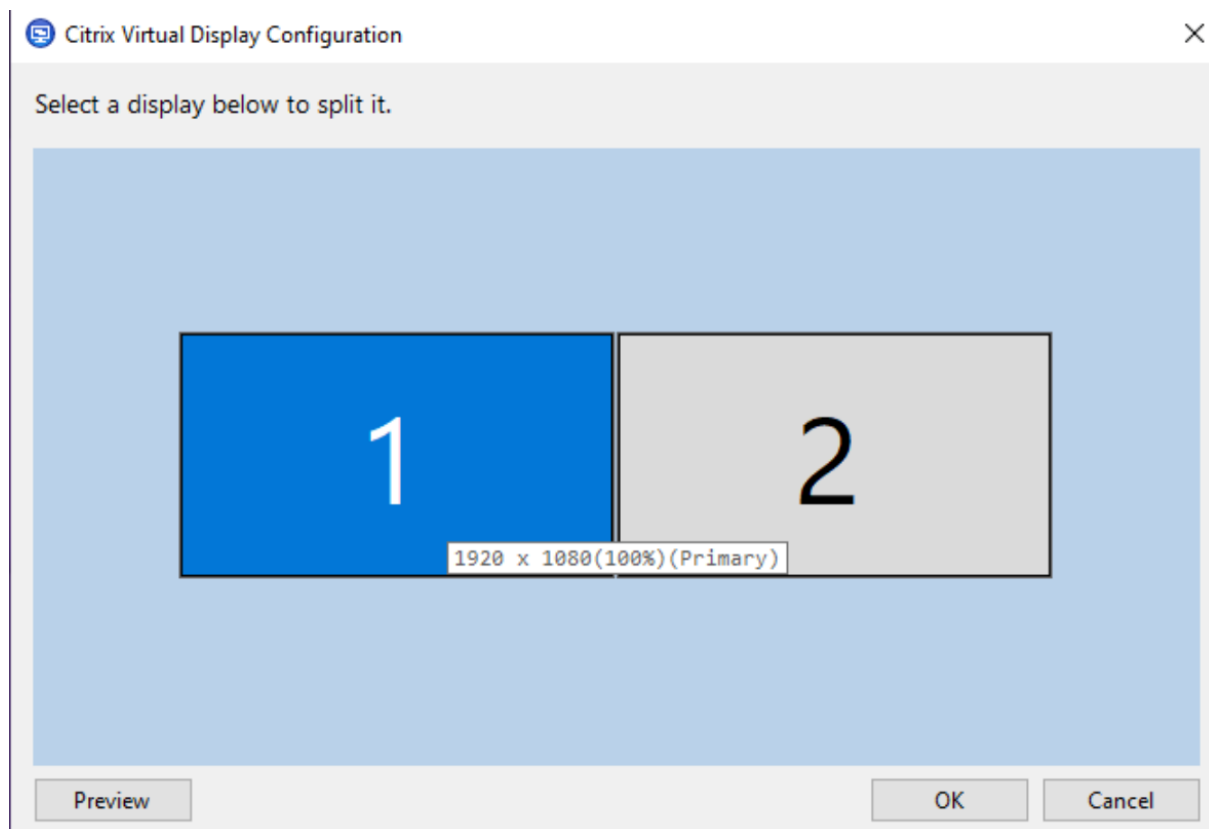 Citrix Virtual Display Configuration
Select a display below to split it.
1
2
1920 x 1080(100%)(Primary)
Preview
OK
Cancel